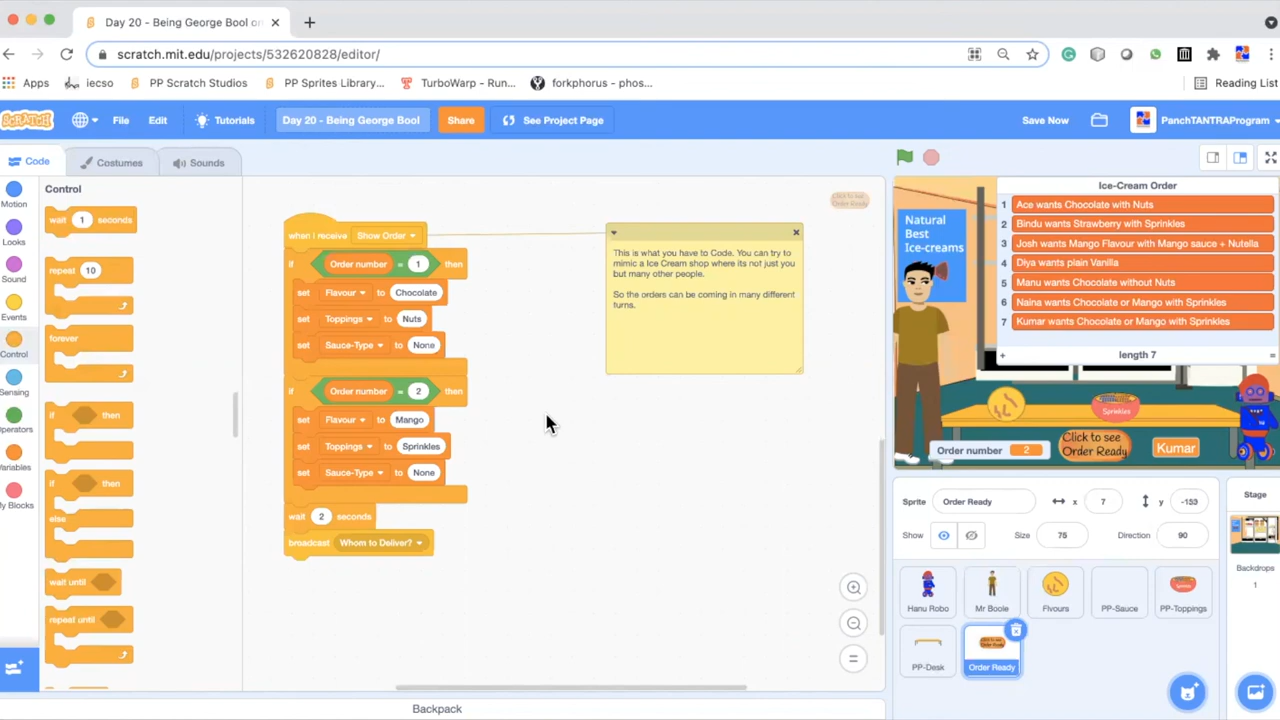 Day 20 - Being George Bool on
scratch.mit.edu/projects/532620828/editor/
Apps
iecso
PP Scratch Studios
PP Sprites Library...
TurboWarp - Run...
forkphorus - phos...
Reading List
SCRATCH
File
Edit
Tutorials
Day 20 - Being George Bool
Share
See Project Page
Save Now
PanchTANTRAProgram
Code
Costumes
Sounds
Motion
Looks
Sound
Events
Control
Sensing
Operators
Variables
My Blocks
Control
wait 1 seconds
repeat 10
forever
if then
if then
else
wait until
repeat until
when I receive Show Order
if Order number = 1 then
set Flavour to Chocolate
set Toppings to Nuts
set Sauce-Type to None
if Order number = 2 then
set Flavour to Mango
set Toppings to Sprinkles
set Sauce-Type to None
wait 2 seconds
broadcast Whom to Deliver?
This is what you have to Code. You can try to
mimic a Ice Cream shop where its not just you
but many other people.
So the orders can be coming in many different
turns.
Click to see
Order Ready
Backpack
Natural
Best
Ice-creams
Ice-Cream Order
1 Ace wants Chocolate with Nuts
2 Bindu wants Strawberry with Sprinkles
3 Josh wants Mango Flavour with Mango sauce + Nutella
4 Diya wants plain Vanilla
5 Manu wants Chocolate without Nuts
6 Naina wants Chocolate or Mango with Sprinkles
7 Kumar wants Chocolate or Mango with Sprinkles
+ length 7 =
Sprinkles
Order number 2
Click to see
Order Ready
Kumar
Sprite Order Ready x 7 y -153
Show Size 75 Direction 90
Hanu Robo
Mr Boole
Flvours
PP-Sauce
PP-Toppings
PP-Desk
Order Ready
Stage
Backdrops
1